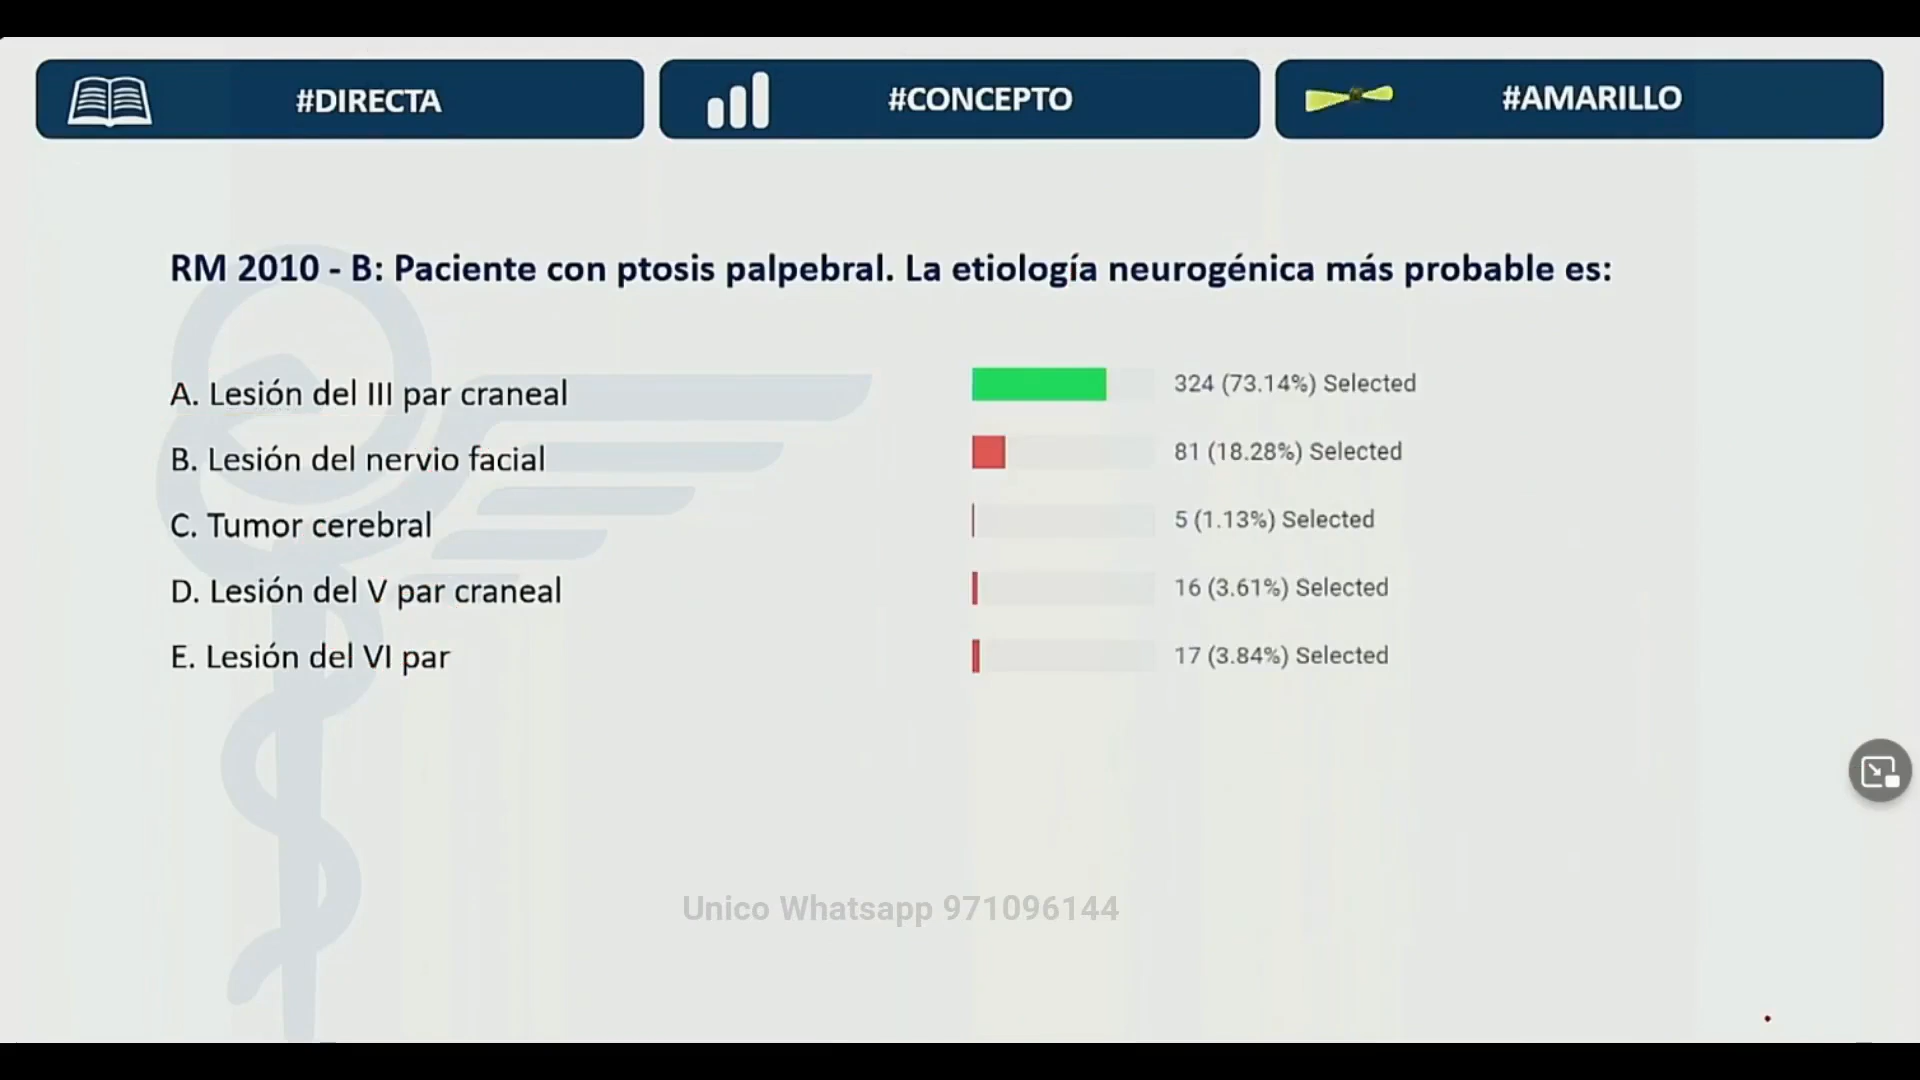 #DIRECTA
#CONCEPTO
#AMARILLO
RM 2010 - B: Paciente con ptosis palpebral. La etiología neurogénica más probable es:
A. Lesión del III par craneal
324 (73.14%) Selected
B. Lesión del nervio facial
81 (18.28%) Selected
C. Tumor cerebral
5 (1.13%) Selected
D. Lesión del V par craneal
16 (3.61%) Selected
E. Lesión del VI par
17 (3.84%) Selected
Unico Whatsapp 971096144